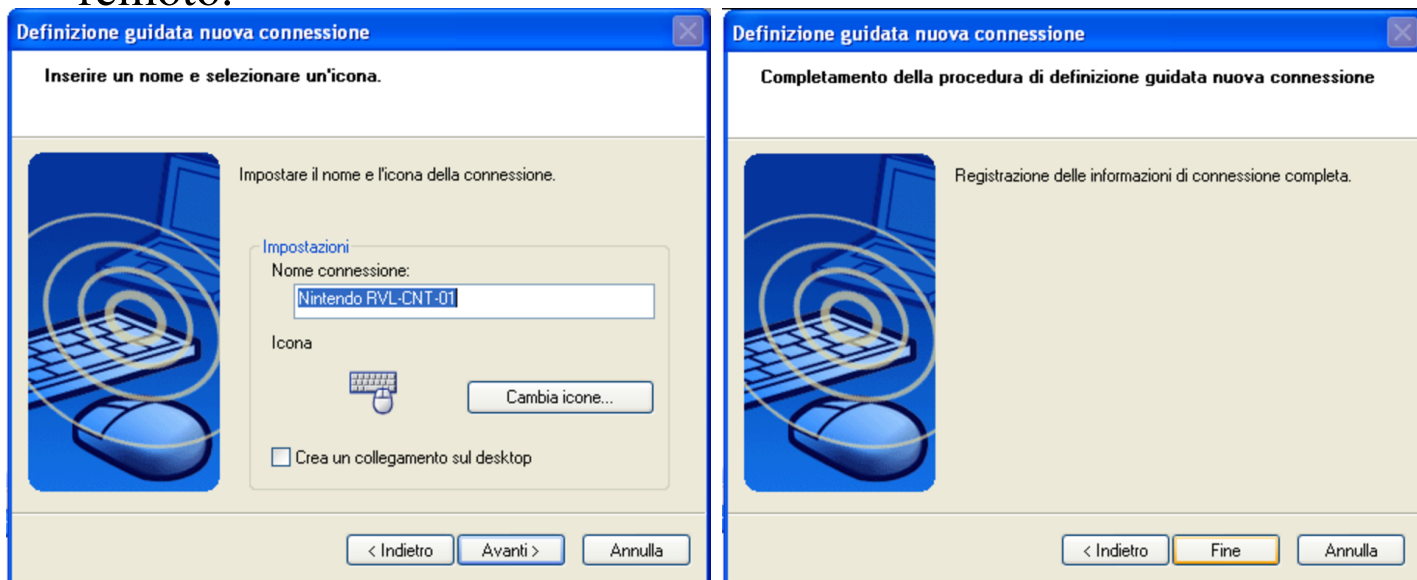 remoto.
Definizione guidata nuova connessione
Inserire un nome e selezionare un'icona.
Impostare il nome e l'icona della connessione.
Impostazioni
Nome connessione:
Nintendo RVL-CNT-01
Icona
Cambia icone...
Crea un collegamento sul desktop
< Indietro
Avanti >
Annulla
Definizione guidata nuova connessione
Completamento della procedura di definizione guidata nuova connessione
Registrazione delle informazioni di connessione completa.
< Indietro
Fine
Annulla